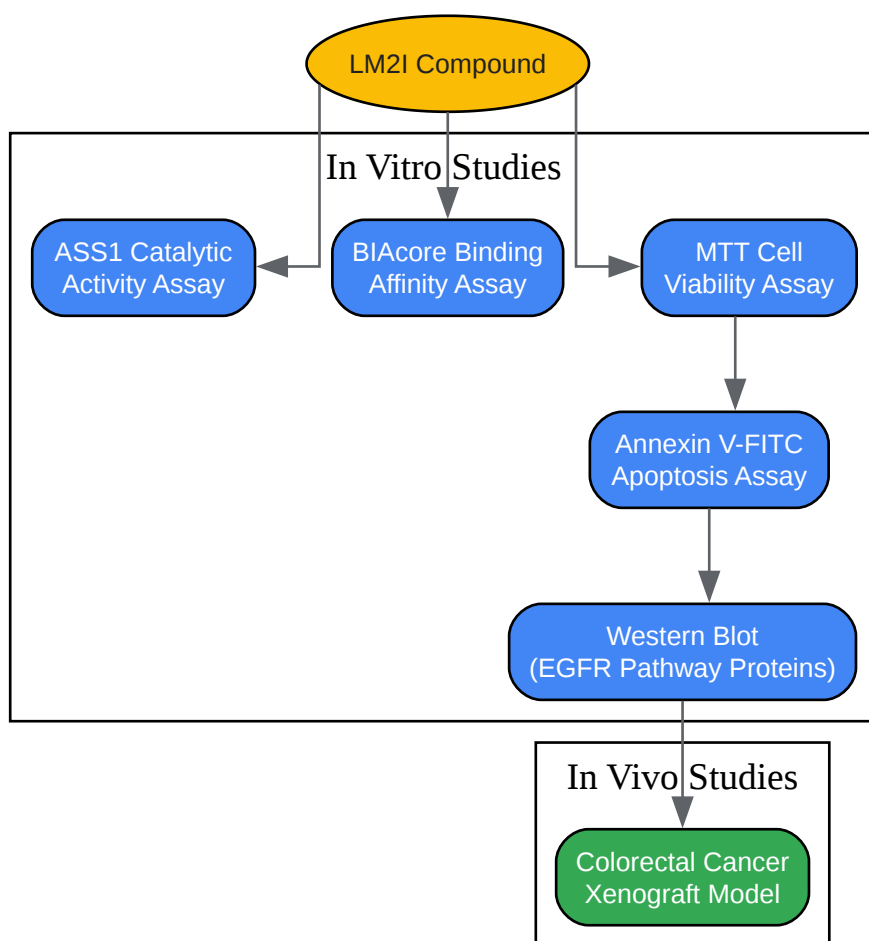 LM2I Compound
In Vitro Studies
ASS1 Catalytic
Activity Assay
BIAcore Binding
Affinity Assay
MTT Cell
Viability Assay
Annexin V-FITC
Apoptosis Assay
Western Blot
(EGFR Pathway Proteins)
In Vivo Studies
Colorectal Cancer
Xenograft Model